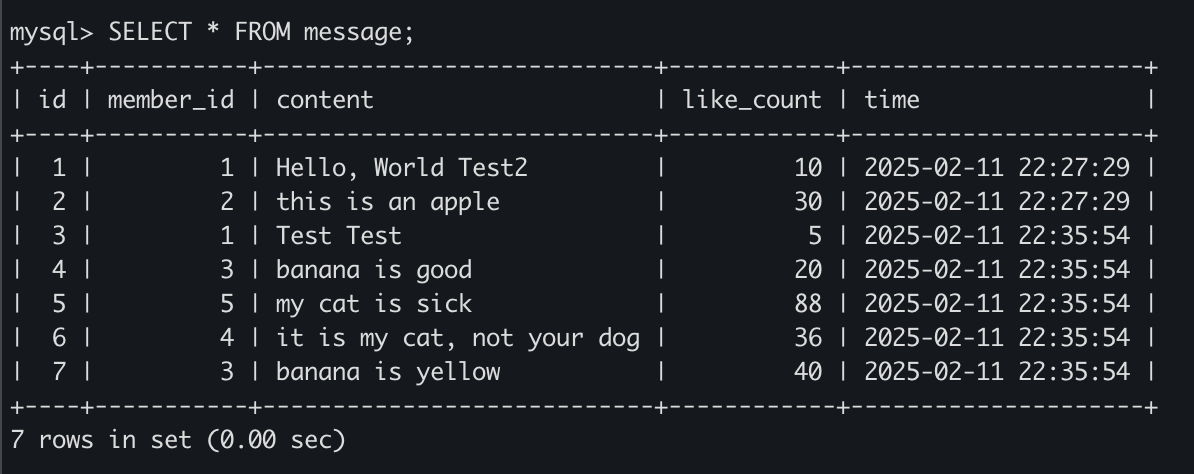 mysql> SELECT * FROM message;
+----+-----------+----------------------------+------------+---------------------+
| id | member_id | content                    | like_count | time                |
+----+-----------+----------------------------+------------+---------------------+
|  1 |         1 | Hello, World Test2         |         10 | 2025-02-11 22:27:29 |
|  2 |         2 | this is an apple           |         30 | 2025-02-11 22:27:29 |
|  3 |         1 | Test Test                  |          5 | 2025-02-11 22:35:54 |
|  4 |         3 | banana is good             |         20 | 2025-02-11 22:35:54 |
|  5 |         5 | my cat is sick             |         88 | 2025-02-11 22:35:54 |
|  6 |         4 | it is my cat, not your dog |         36 | 2025-02-11 22:35:54 |
|  7 |         3 | banana is yellow           |         40 | 2025-02-11 22:35:54 |
+----+-----------+----------------------------+------------+---------------------+
7 rows in set (0.00 sec)